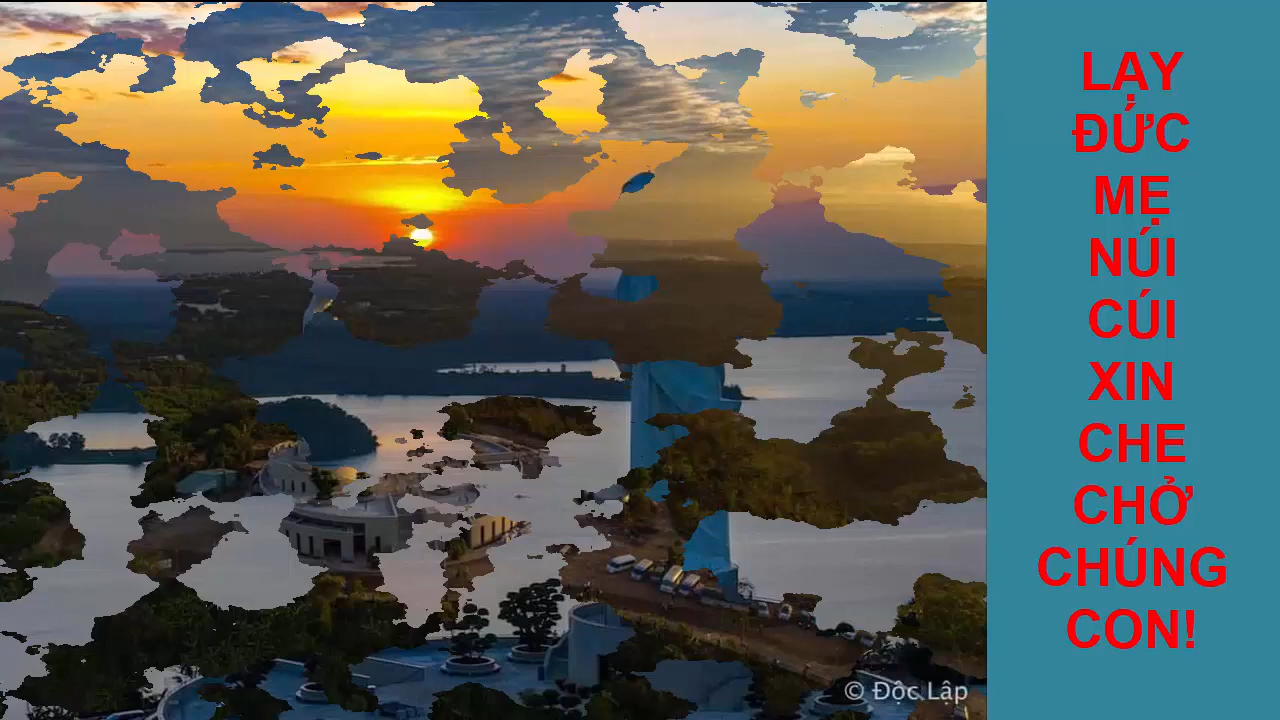 LẠY
ĐỨC
MẸ
NÚI
CÚI
XIN
CHE
CHỞ
CHÚNG
CON!
© Độc Lập